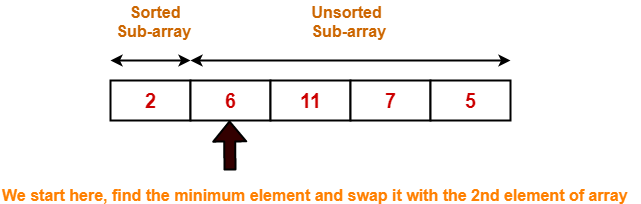 Sorted
Sub-array
Unsorted
Sub-array
2 6 11 7 5
We start here, find the minimum element and swap it with the 2nd element of array